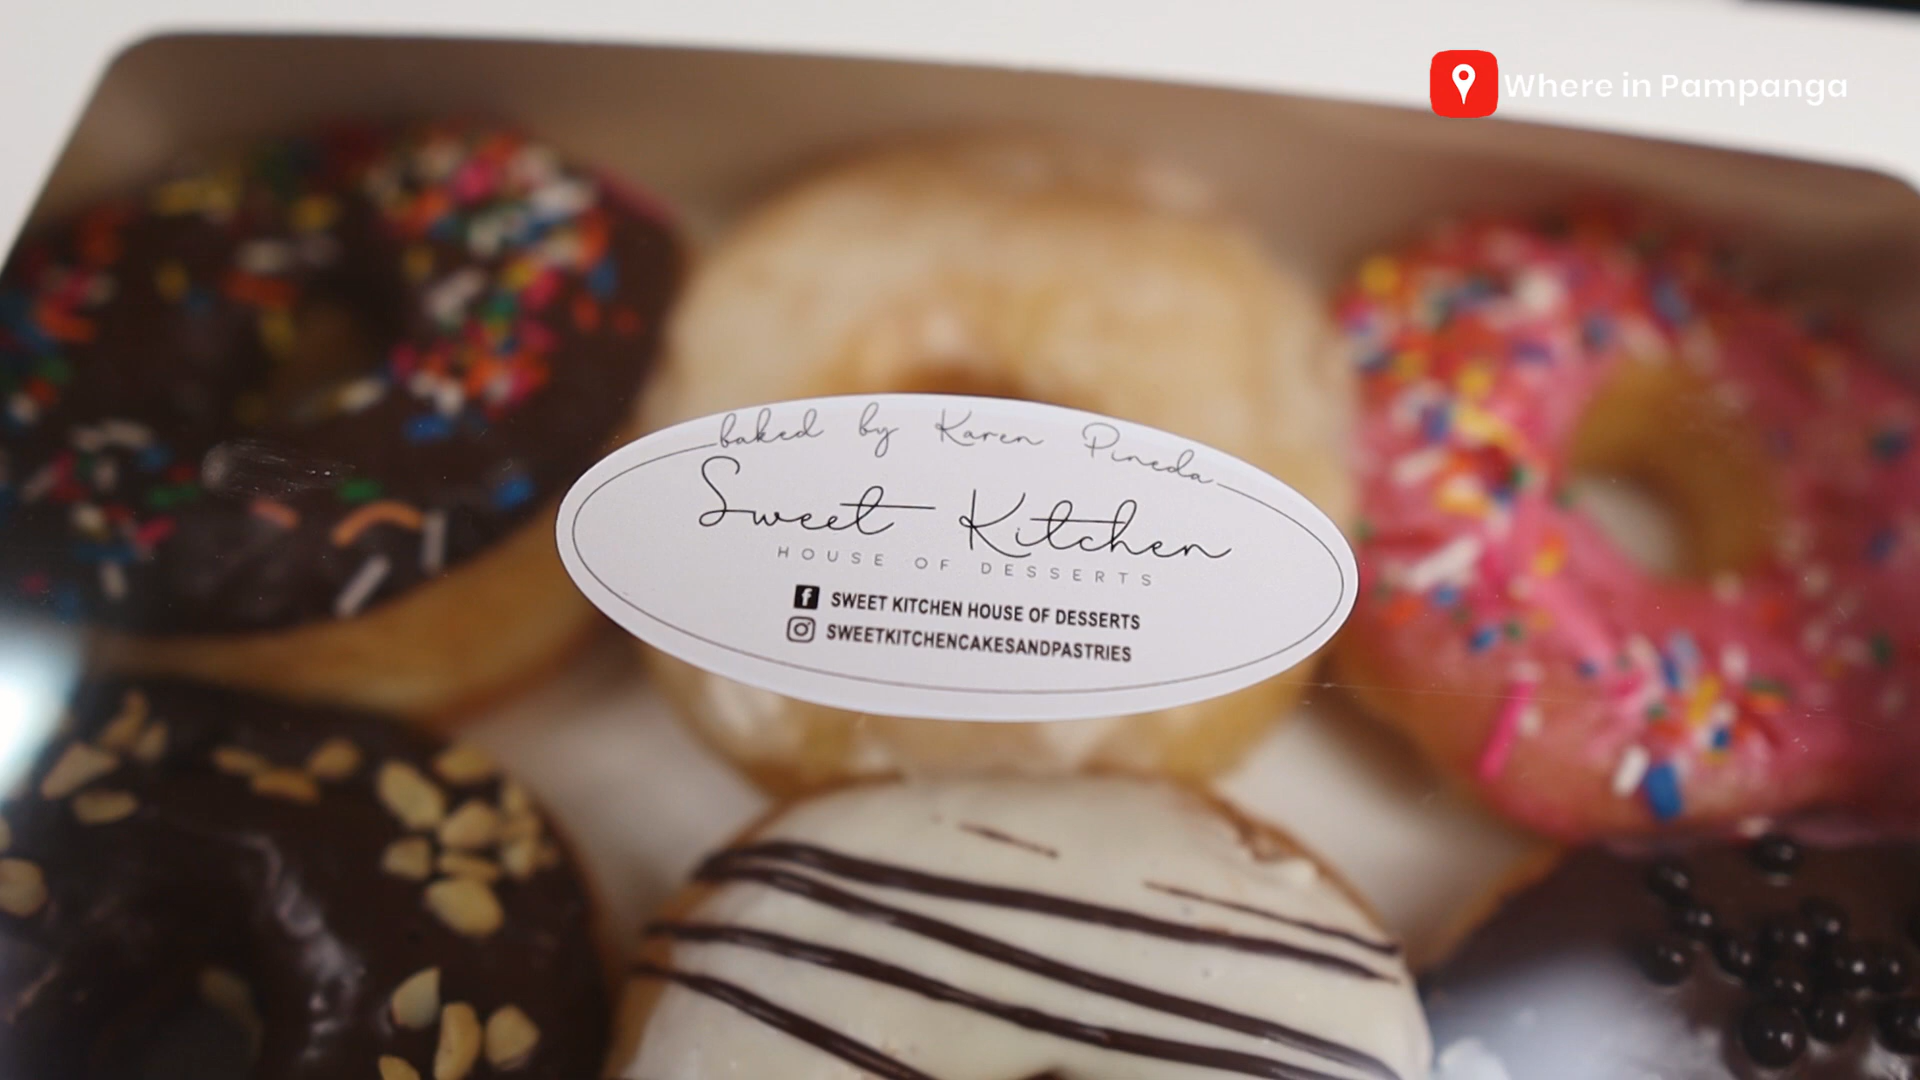 Where in Pampanga
baked by Karen Pineda
Sweet Kitchen
HOUSE OF DESSERTS
SWEET KITCHEN HOUSE OF DESSERTS
SWEETKITCHENCAKESANDPASTRIES